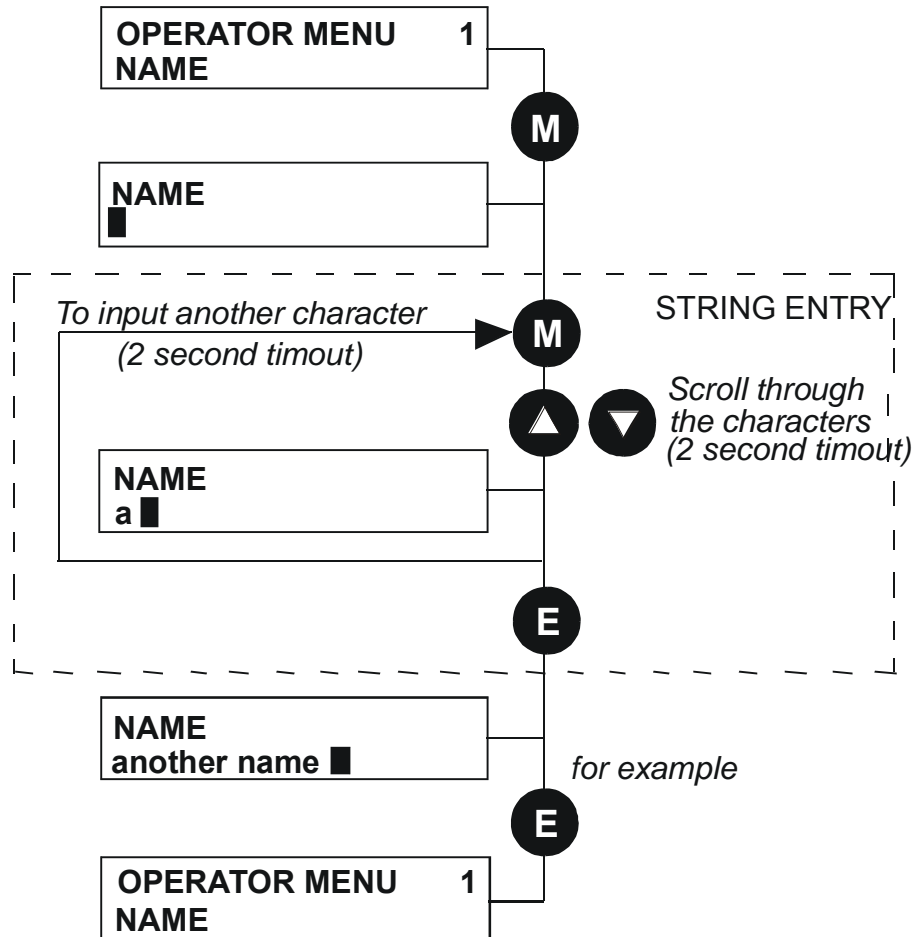 OPERATOR MENU 1
NAME
M
NAME
STRING ENTRY
To input another character
(2 second timout)
M
Scroll through
the characters
(2 second timout)
NAME
a
E
NAME
another name
for example
E
OPERATOR MENU 1
NAME